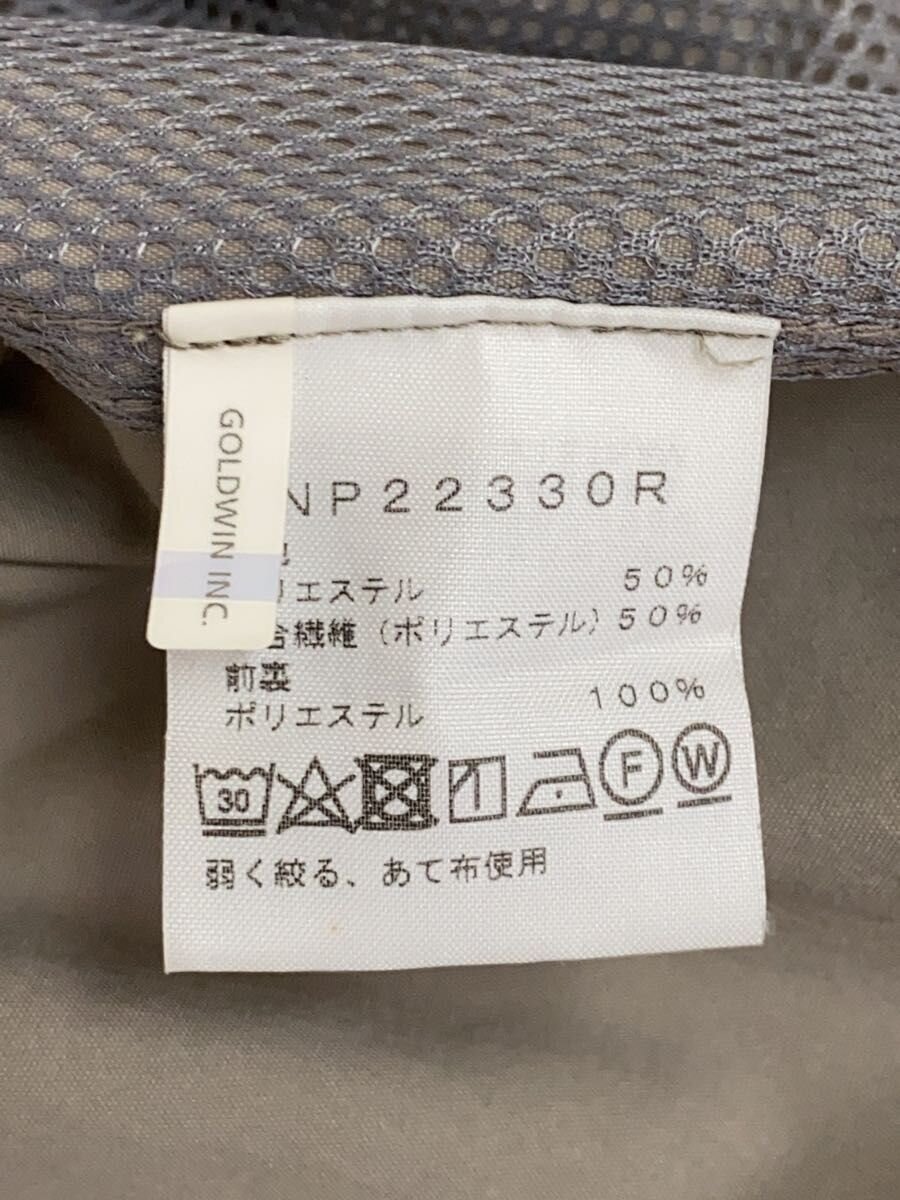 GOLDWIN INC.
NP22330R
リエステル 50%
合繊維(ポリエステル)50%
前裏
ポリエステル 100%
30 F W
弱く絞る、あて布使用